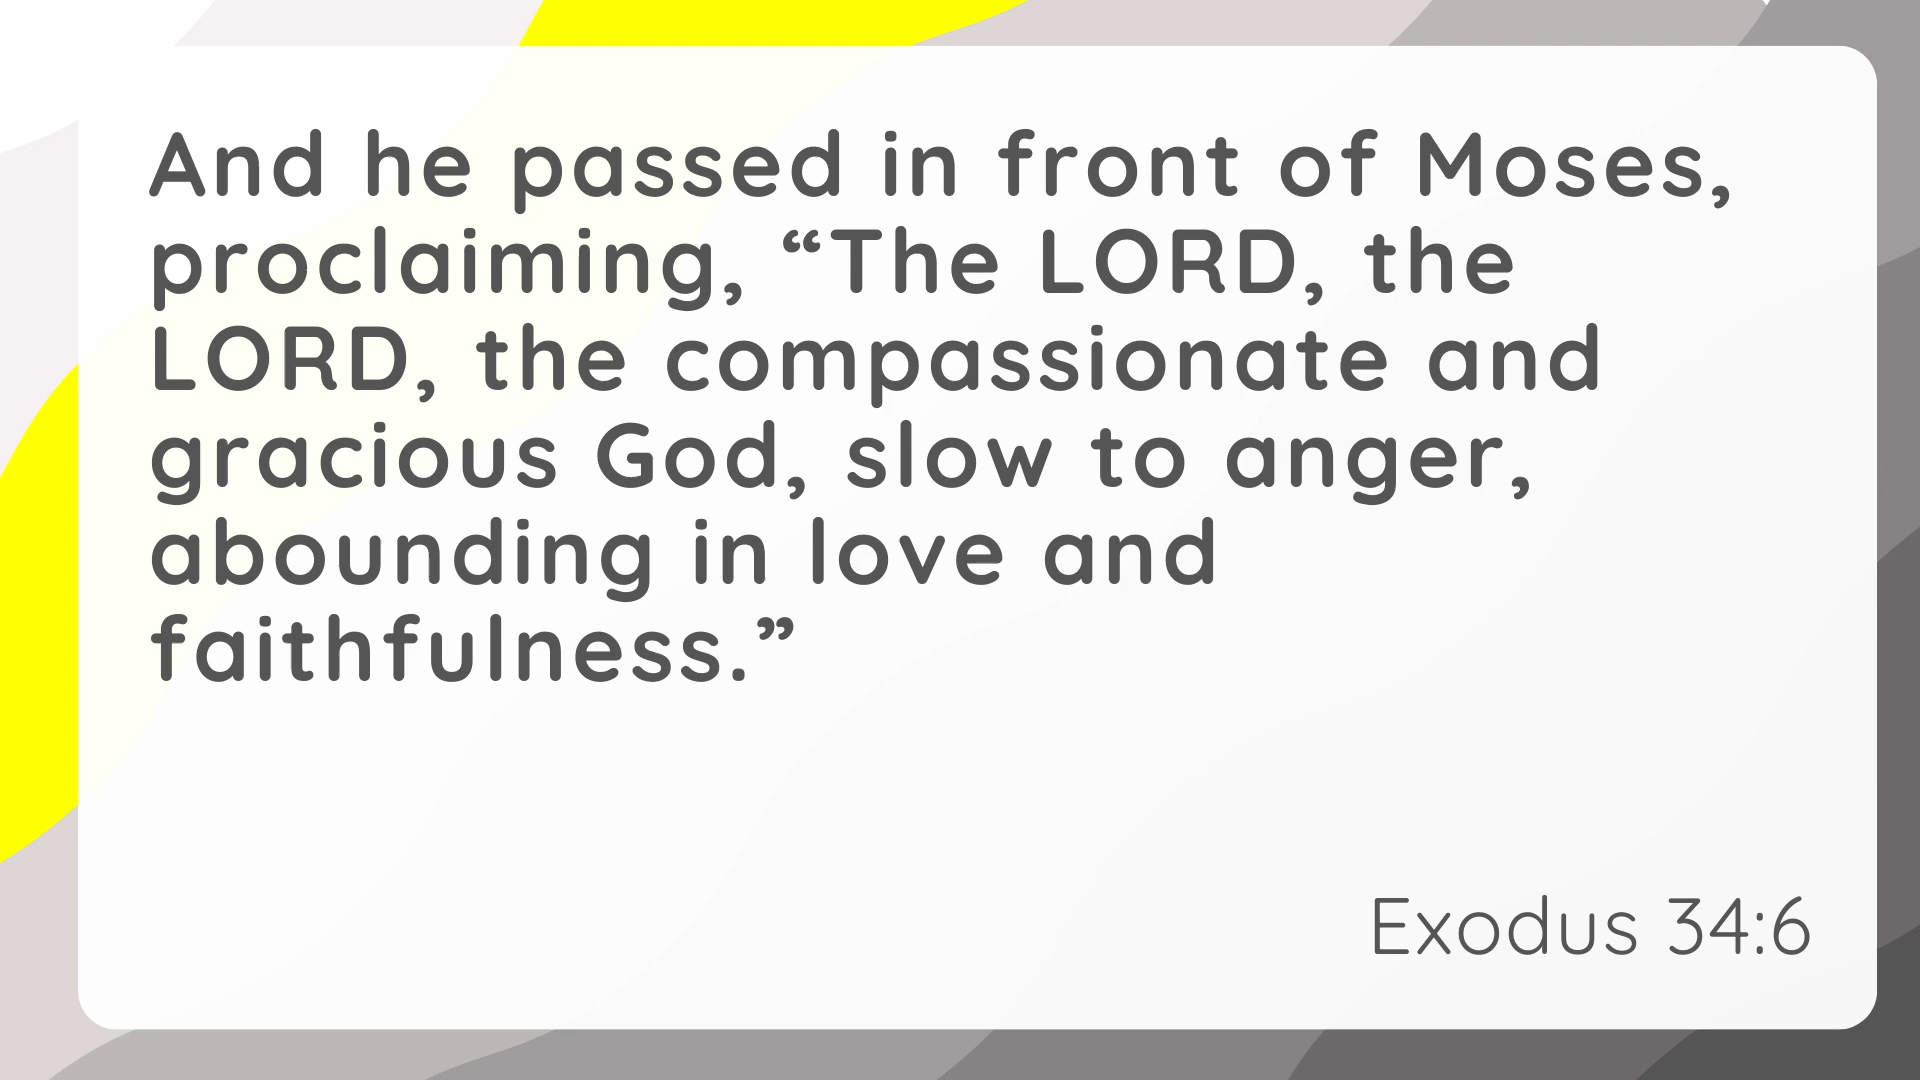 And he passed in front of Moses,
proclaiming, “The LORD, the
LORD, the compassionate and
gracious God, slow to anger,
abounding in love and
faithfulness.”
Exodus 34:6